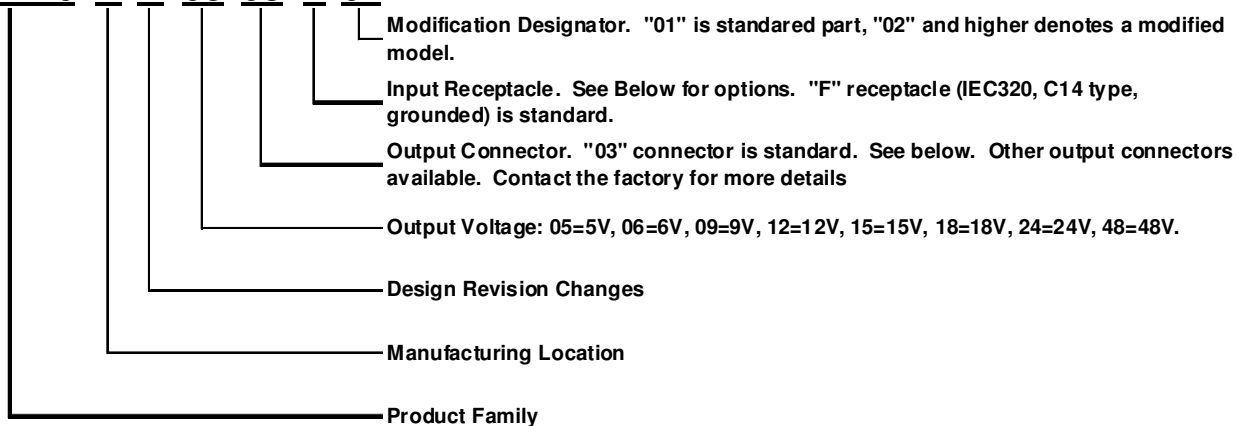 Modification Designator. "01" is standared part, "02" and higher denotes a modified
model.
Input Receptacle. See Below for options. "F" receptacle (IEC320, C14 type,
grounded) is standard.
Output Connector. "03" connector is standard. See below. Other output connectors
available. Contact the factory for more details
Output Voltage: 05=5V, 06=6V, 09=9V, 12=12V, 15=15V, 18=18V, 24=24V, 48=48V.
Design Revision Changes
Manufacturing Location
Product Family